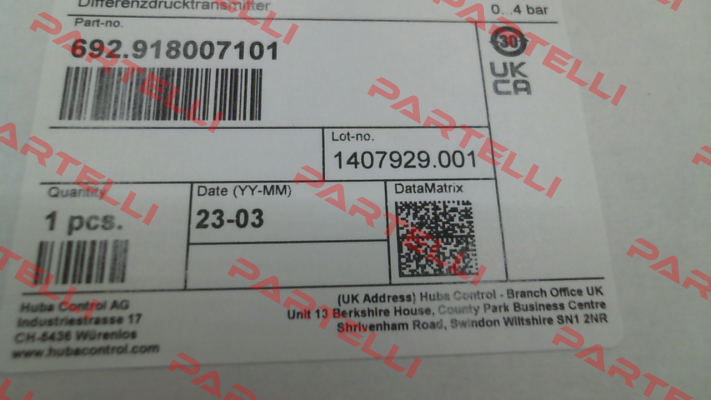 Differenzdrucktransmitter
0...4 bar
Part-no.
692.918007101
30
UK
CA
Lot-no.
1407929.001
Quantity
1 pcs.
Date (YY-MM)
23-03
DataMatrix
Huba Control AG
Industriestrasse 17
CH-5436 Würenlos
www.hubacontrol.com
(UK Address) Huba Control - Branch Office UK
Unit 13 Berkshire House, County Park Business Centre
Shrivenham Road, Swindon Wiltshire SN1 2NR
PARTELLI
PARTELLI
PARTELLI
PARTELLI
PARTELLI
PARTELLI
PARTELLI
PARTELLI
PARTELLI